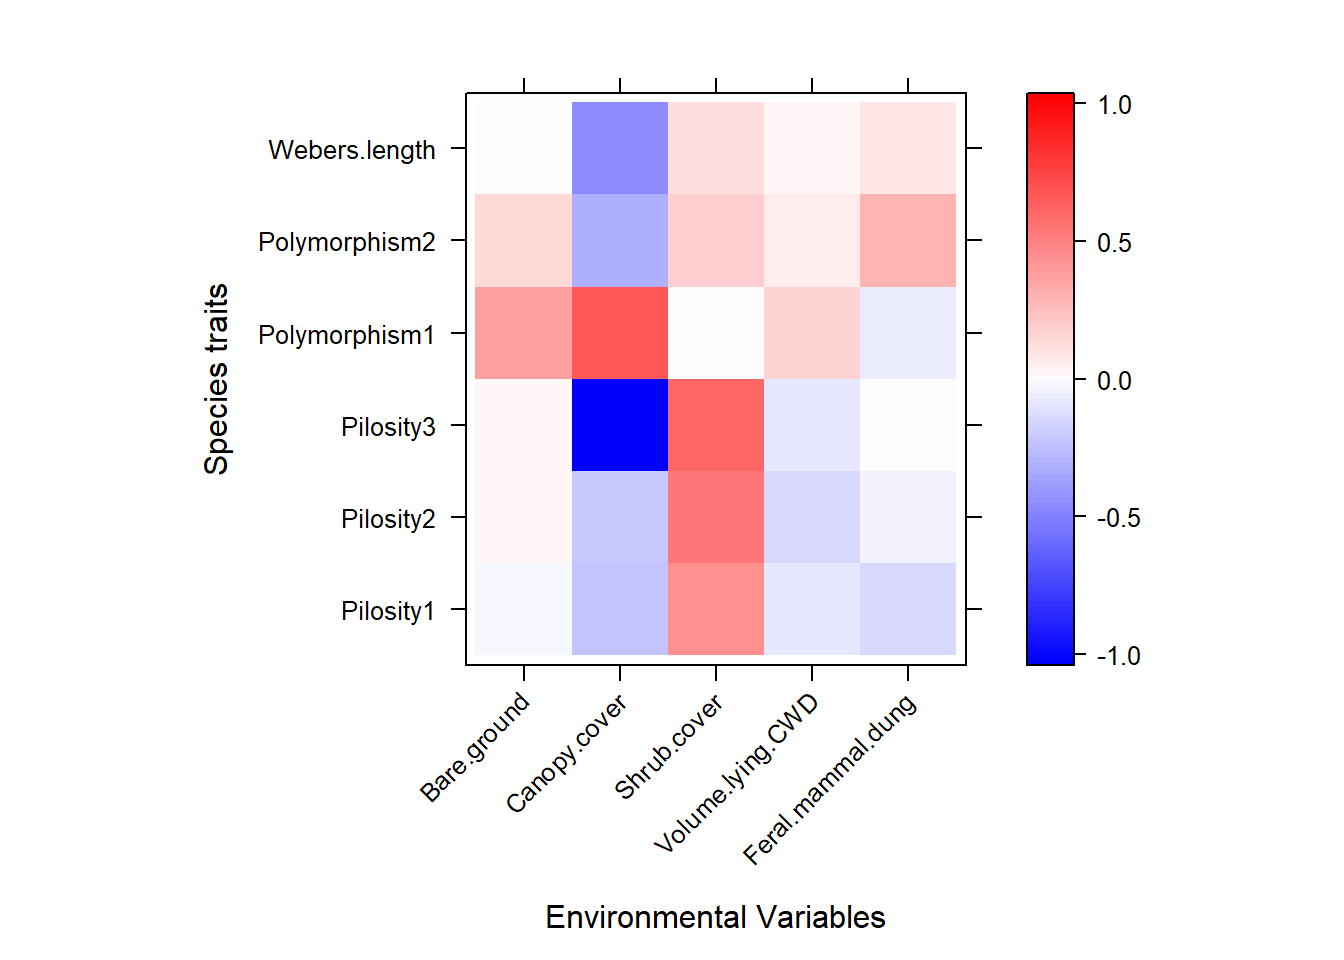 Species traits
Webers.length
Polymorphism2
Polymorphism1
Pilosity3
Pilosity2
Pilosity1
Bare.ground
Canopy.cover
Shrub.cover
Volume.lying.CWD
Feral.mammal.dung
Environmental Variables
1.0
0.5
0.0
-0.5
-1.0